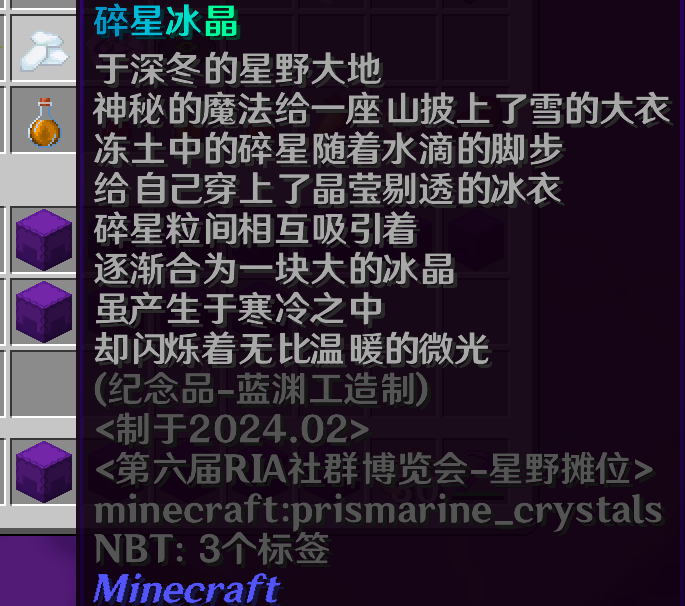 碎星冰晶
于深冬的星野大地
神秘的魔法给一座山披上了雪的大衣
冻土中的碎星随着水滴的脚步
给自己穿上了晶莹剔透的冰衣
碎星粒间相互吸引着
逐渐合为一块大的冰晶
虽产生于寒冷之中
却闪烁着无比温暖的微光
(纪念品-蓝渊工造制)
<制于2024.02>
<第六届RIA社群博览会-星野摊位>
minecraft:prismarine_crystals
NBT: 3个标签
Minecraft